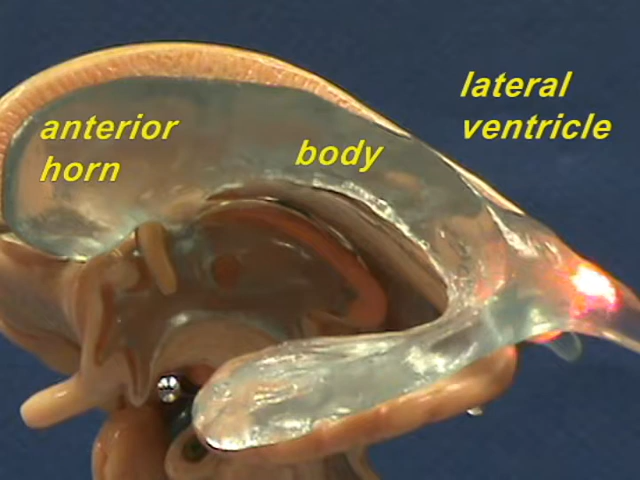 lateral
ventricle
anterior
horn
body